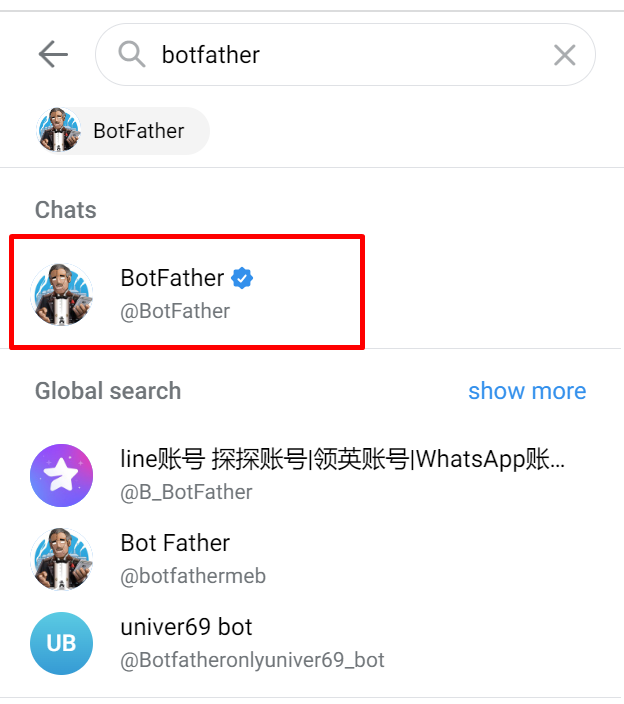 botfather
BotFather
Chats
BotFather
@BotFather
Global search
show more
line账号 探探账号|领英账号|WhatsApp账...
@B_BotFather
Bot Father
@botfathermeb
UB
univer69 bot
@Botfatheronlyuniver69_bot